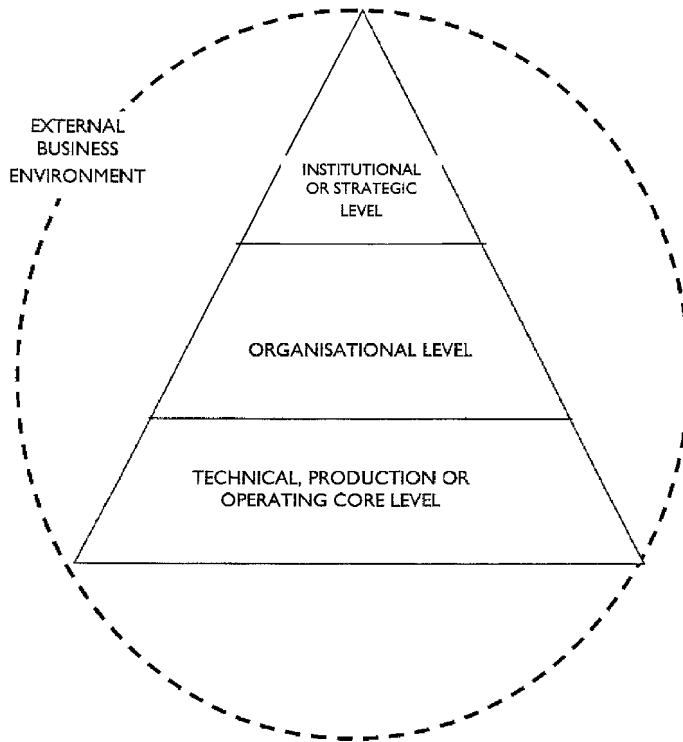 EXTERNAL
BUSINESS
ENVIRONMENT
INSTITUTIONAL
OR STRATEGIC
LEVEL
ORGANISATIONAL LEVEL
TECHNICAL, PRODUCTION OR
OPERATING CORE LEVEL